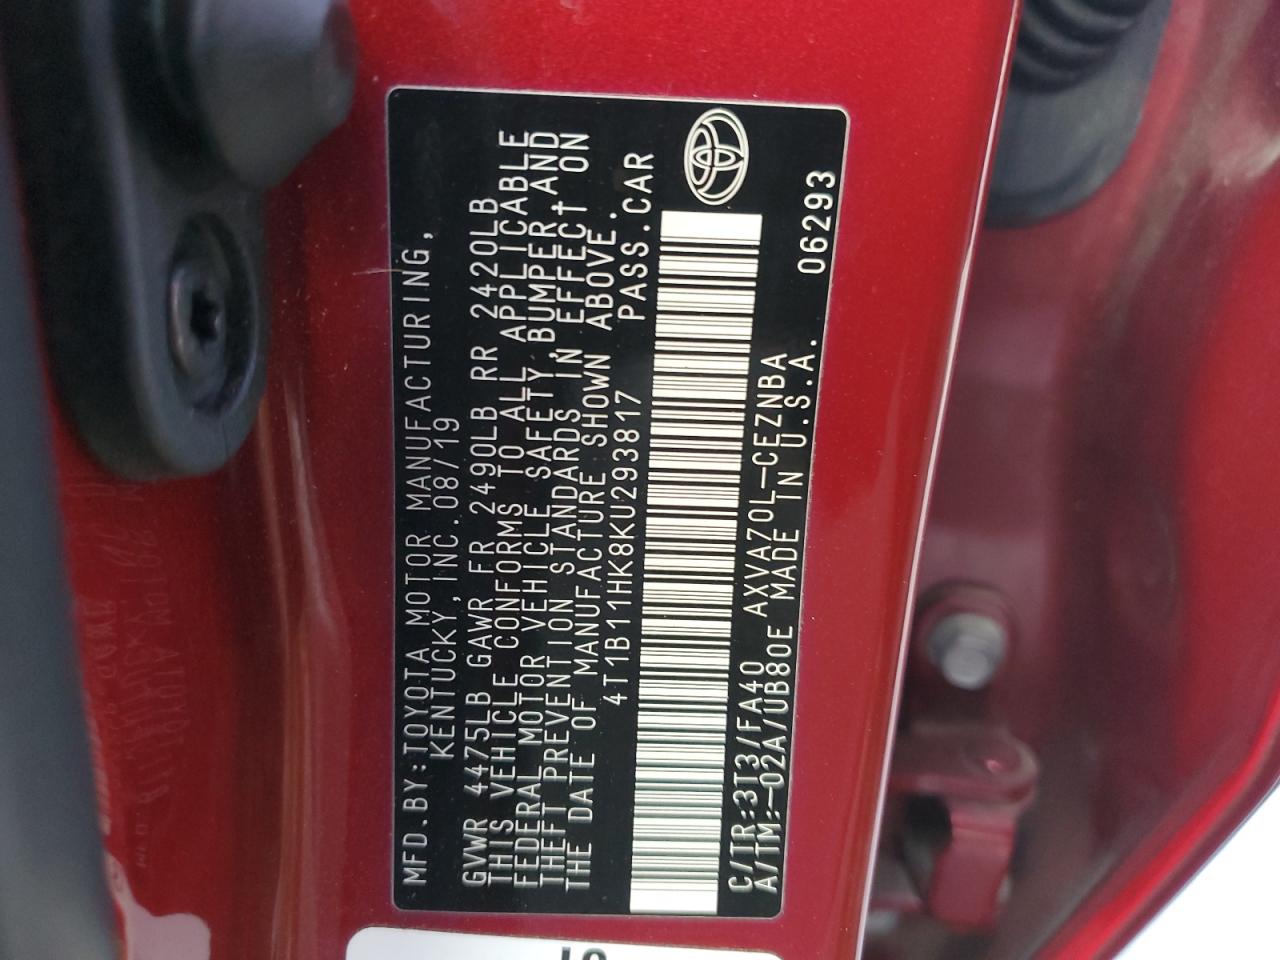 MFD.BY:TOYOTA MOTOR MANUFACTURING,
KENTUCKY,INC.08/19
GVWR 4475LB GAWR FR 2490LB RR 2420LB
THIS VEHICLE CONFORMS TO ALL APPLICABLE
FEDERAL MOTOR VEHICLE SAFETY,BUMPER,AND
THEFT PREVENTION STANDARDS IN EFFECT ON
THE DATE OF MANUFACTURE SHOWN ABOVE.
4T1B11HK8KU293817 PASS.CAR
C/TR:3T3/FA40 AXVA70L-CEZNBA 06293
A/TM:-02A/UB80E MADE IN U.S.A.